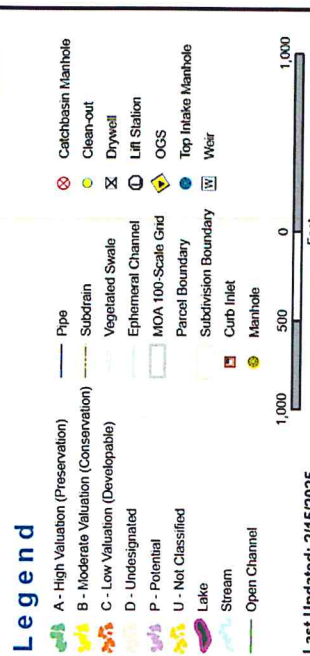 Legend
A - High Valuation (Preservation)
B - Moderate Valuation (Conservation)
C - Low Valuation (Developable)
D - Undesignated
P - Potential
U - Not Classified
Lake
Stream
Open Channel
Pipe
Subdrain
Vegetated Swale
Ephemeral Channel
MOA 100-Scale Grid
Parcel Boundary
Subdivision Boundary
Curb Inlet
Manhole
Catchbasin Manhole
Clean-out
Drywell
L Lift Station
OGS
Top Intake Manhole
W Weir
1,000 500 0 1,000